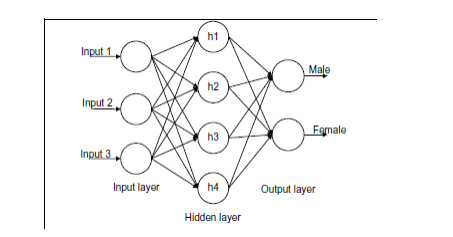 h1
Input 1
Male
h2
Input 2
Female
h3
Input 3
h4
Input layer
Output layer
Hidden layer